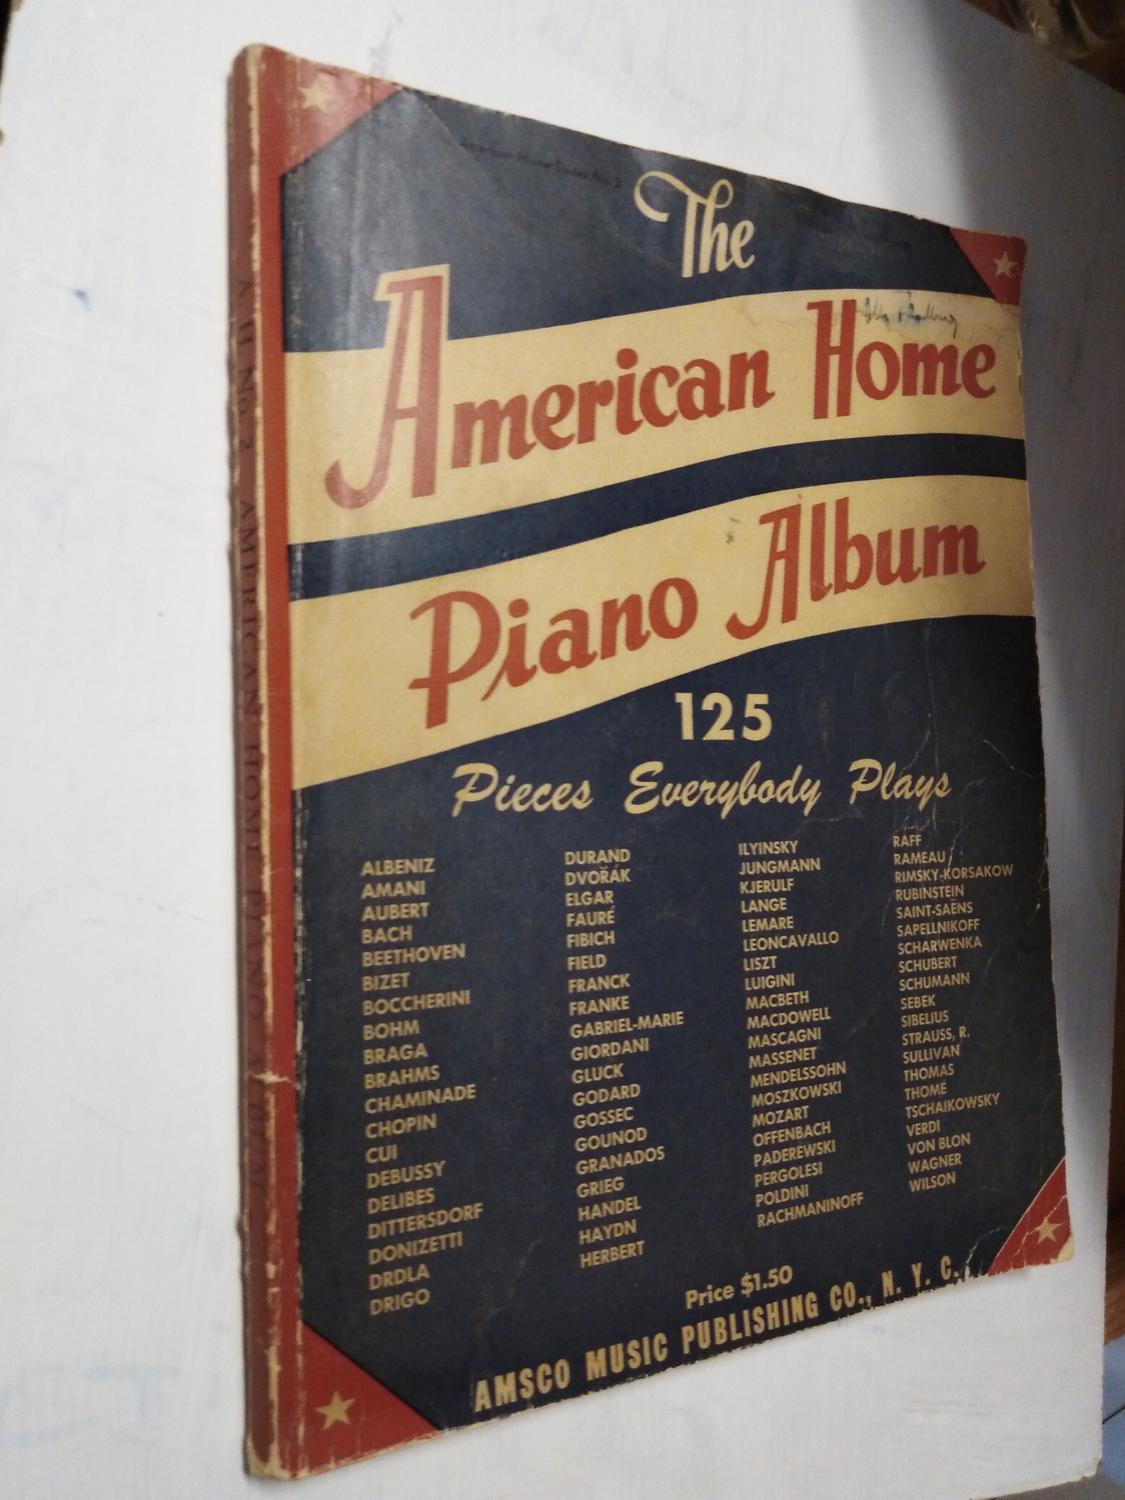 American Home Series No. 2
The
American Home
Piano Album
125
Pieces Everybody Plays
ALBENIZ
AMANI
AUBERT
BACH
BEETHOVEN
BIZET
BOCCHERINI
BOHM
BRAGA
BRAHMS
CHAMINADE
CHOPIN
CUI
DEBUSSY
DELIBES
DITTERSDORF
DONIZETTI
DRDLA
DRIGO
DURAND
DVOŘÁK
ELGAR
FAURÉ
FIBICH
FIELD
FRANCK
FRANKE
GABRIEL-MARIE
GIORDANI
GLUCK
GODARD
GOSSEC
GOUNOD
GRANADOS
GRIEG
HANDEL
HAYDN
HERBERT
ILYINSKY
JUNGMANN
KJERULF
LANGE
LEMARE
LEONCAVALLO
LISZT
LUIGINI
MACBETH
MACDOWELL
MASCAGNI
MASSENET
MENDELSSOHN
MOSZKOWSKI
MOZART
OFFENBACH
PADEREWSKI
PERGOLESI
POLDINI
RACHMANINOFF
RAFF
RAMEAU
RIMSKY-KORSAKOW
RUBINSTEIN
SAINT-SAËNS
SAPELLNIKOFF
SCHARWENKA
SCHUBERT
SCHUMANN
SEBEK
SIBELIUS
STRAUSS, R.
SULLIVAN
THOMAS
THOMÉ
TSCHAIKOWSKY
VERDI
VON BLON
WAGNER
WILSON
Price $1.50
AMSCO MUSIC PUBLISHING CO., N. Y. C.
AMERICAN HOME PIANO ALBUM